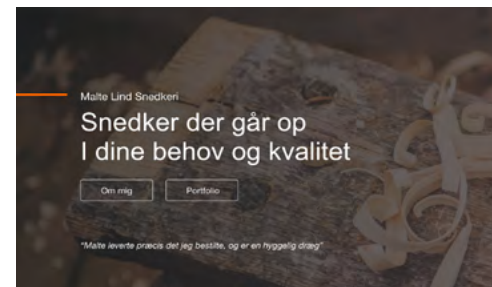 Malte Lind Snedkeri
Snedker der går op
I dine behov og kvalitet
Om mig
Portfolio
"Malte leverte præcis det jeg bestilte, og er en hyggelig dræg"